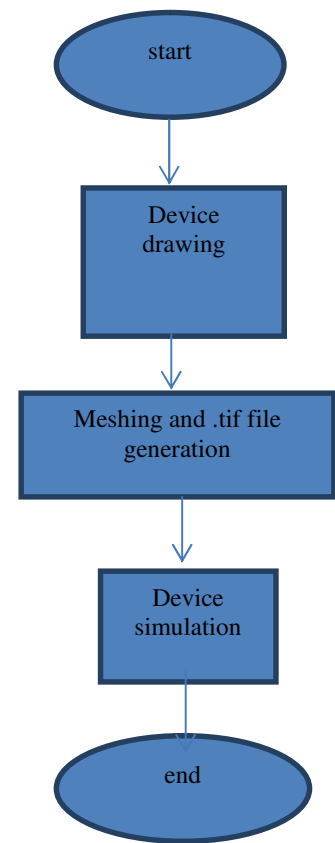 start
Device
drawing
Meshing and .tif file
generation
Device
simulation
end